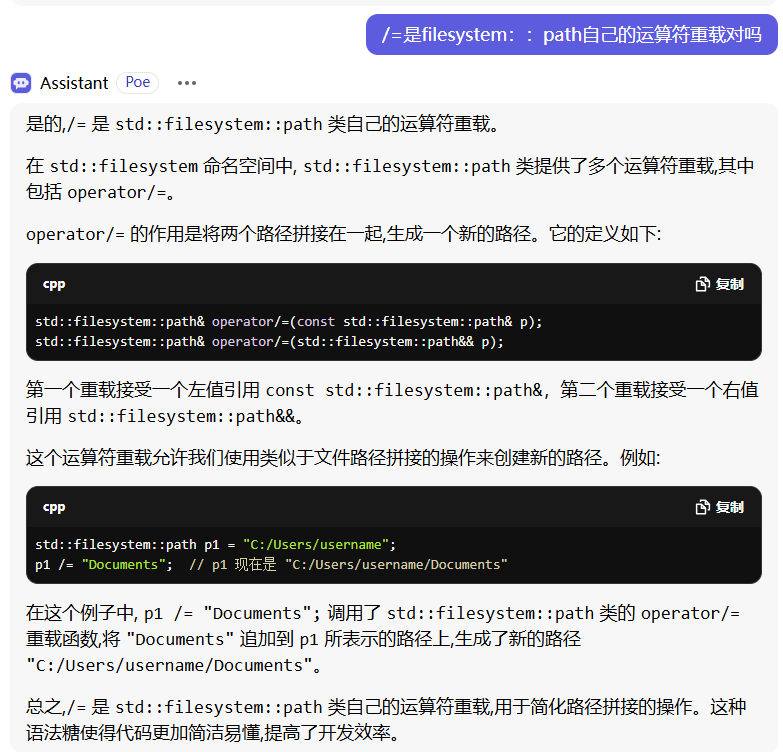 /=是filesystem：：path自己的运算符重载对吗
Assistant Poe
是的,/= 是 std::filesystem::path 类自己的运算符重载。
在 std::filesystem 命名空间中, std::filesystem::path 类提供了多个运算符重载,其中
包括 operator/=。
operator/= 的作用是将两个路径拼接在一起,生成一个新的路径。它的定义如下:
cpp 复制
std::filesystem::path& operator/=(const std::filesystem::path& p);
std::filesystem::path& operator/=(std::filesystem::path&& p);
第一个重载接受一个左值引用 const std::filesystem::path&，第二个重载接受一个右值
引用 std::filesystem::path&&。
这个运算符重载允许我们使用类似于文件路径拼接的操作来创建新的路径。例如:
cpp 复制
std::filesystem::path p1 = "C:/Users/username";
p1 /= "Documents";  // p1 现在是 "C:/Users/username/Documents"
在这个例子中, p1 /= "Documents"; 调用了 std::filesystem::path 类的 operator/=
重载函数,将 "Documents" 追加到 p1 所表示的路径上,生成了新的路径
"C:/Users/username/Documents"。
总之,/= 是 std::filesystem::path 类自己的运算符重载,用于简化路径拼接的操作。这种
语法糖使得代码更加简洁易懂,提高了开发效率。